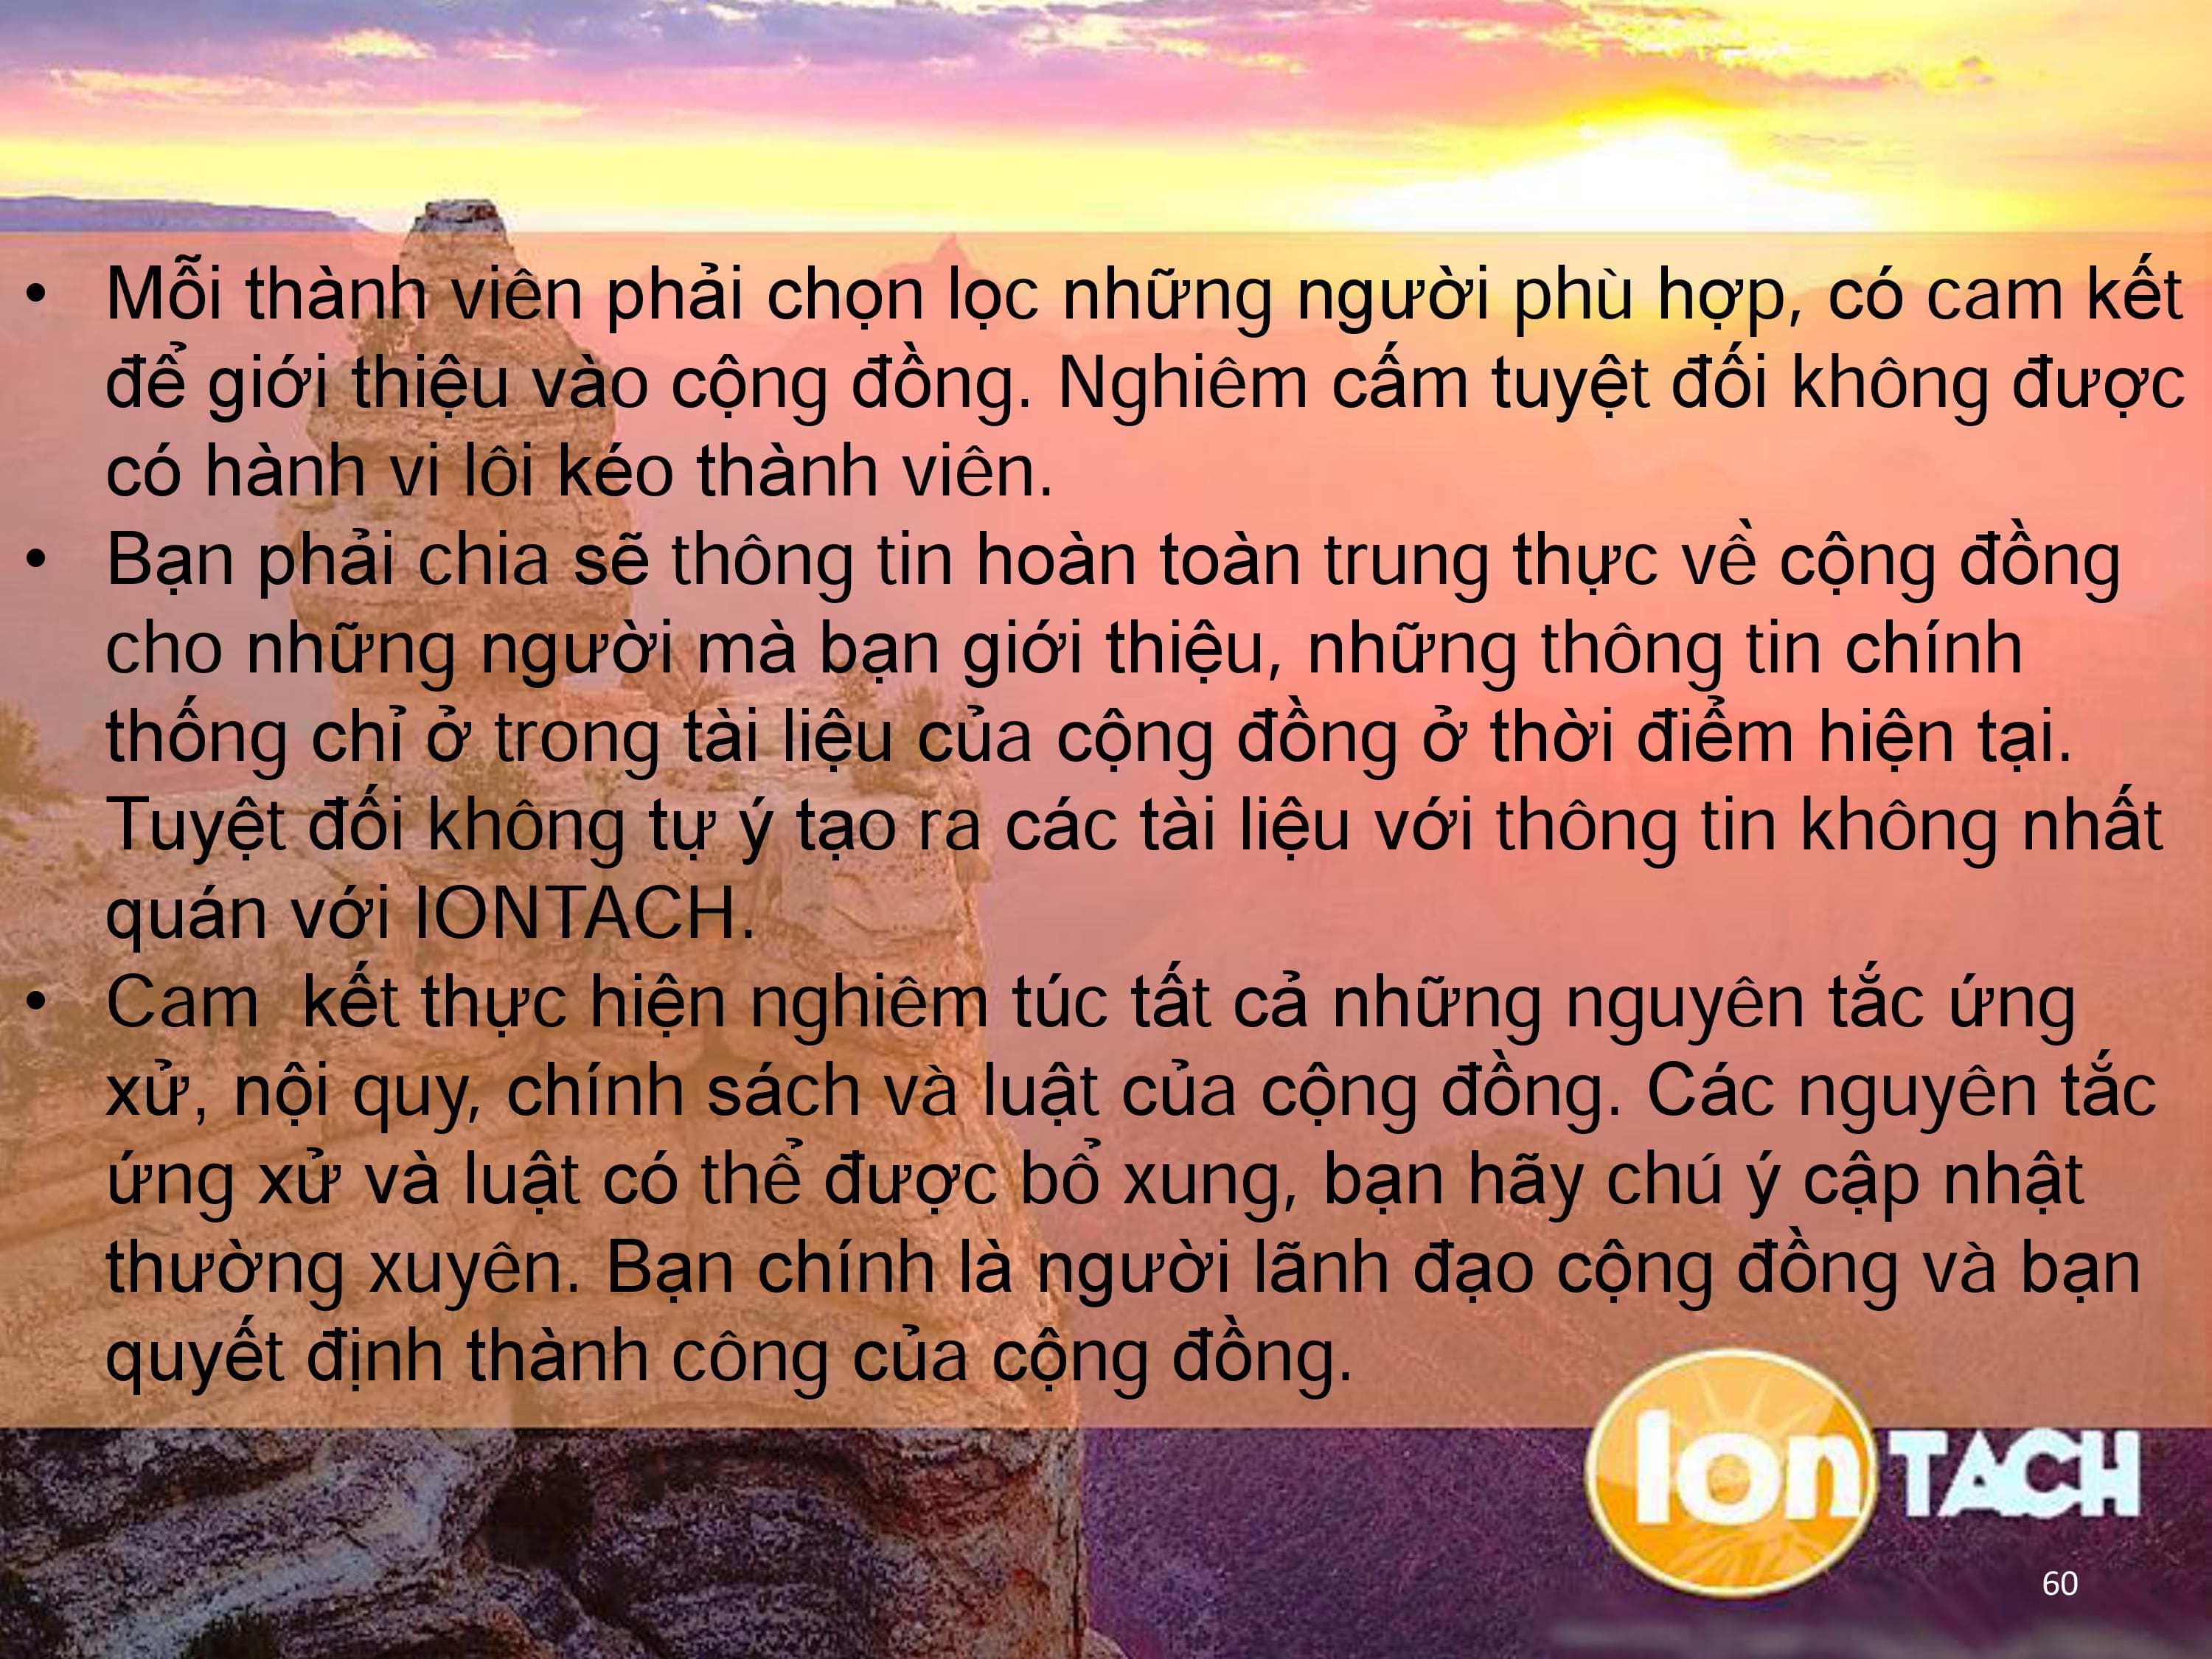 • Mỗi thành viên phải chọn lọc những người phù hợp, có cam kết
để giới thiệu vào cộng đồng. Nghiêm cấm tuyệt đối không được
có hành vi lôi kéo thành viên.
• Bạn phải chia sẽ thông tin hoàn toàn trung thực về cộng đồng
cho những người mà bạn giới thiệu, những thông tin chính
thống chỉ ở trong tài liệu của cộng đồng ở thời điểm hiện tại.
Tuyệt đối không tự ý tạo ra các tài liệu với thông tin không nhất
quán với IONTACH.
• Cam kết thực hiện nghiêm túc tất cả những nguyên tắc ứng
xử, nội quy, chính sách và luật của cộng đồng. Các nguyên tắc
ứng xử và luật có thể được bổ xung, bạn hãy chú ý cập nhật
thường xuyên. Bạn chính là người lãnh đạo cộng đồng và bạn
quyết định thành công của cộng đồng.
Ion TACH
60